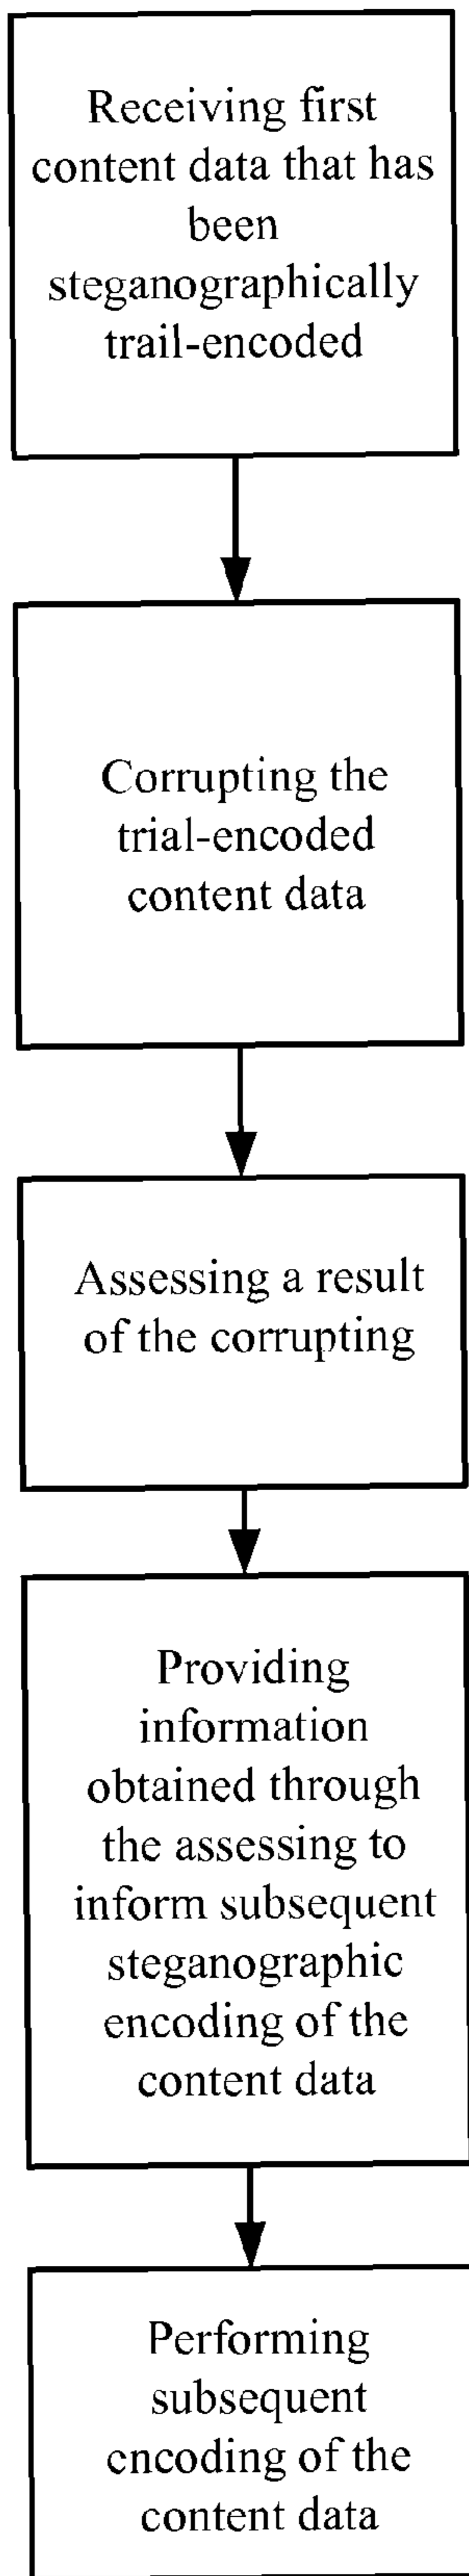 Receiving first
content data that has
been
steganographically
trail-encoded
Corrupting the
trial-encoded
content data
Assessing a result
of the corrupting
Providing
information
obtained through
the assessing to
inform subsequent
steganographic
encoding of the
content data
Performing
subsequent
encoding of the
content data